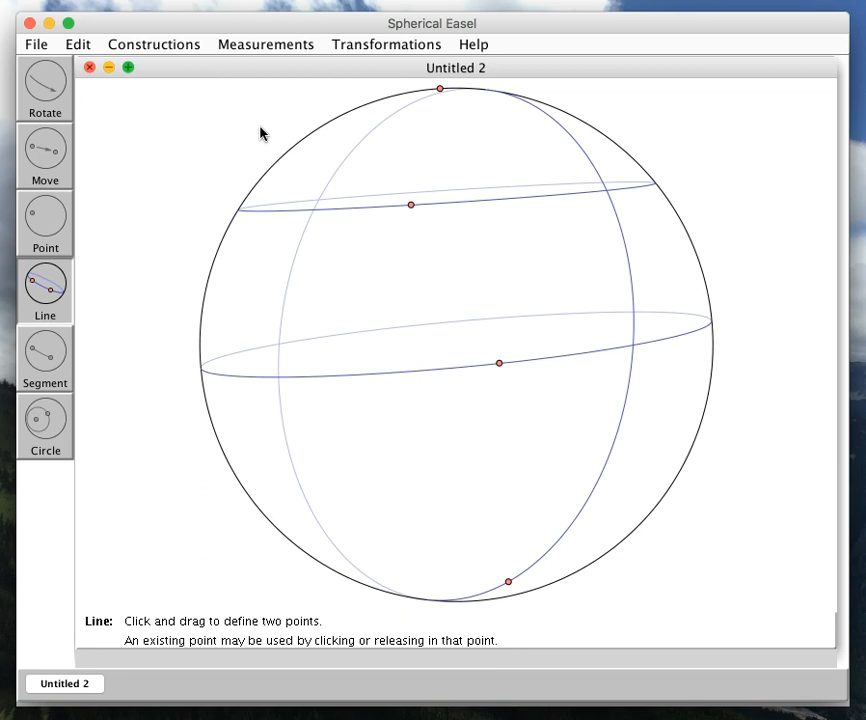 Spherical Easel
File Edit Constructions Measurements Transformations Help
Untitled 2
Rotate
Move
Point
Line
Segment
Circle
Line: Click and drag to define two points.
An existing point may be used by clicking or releasing in that point.
Untitled 2